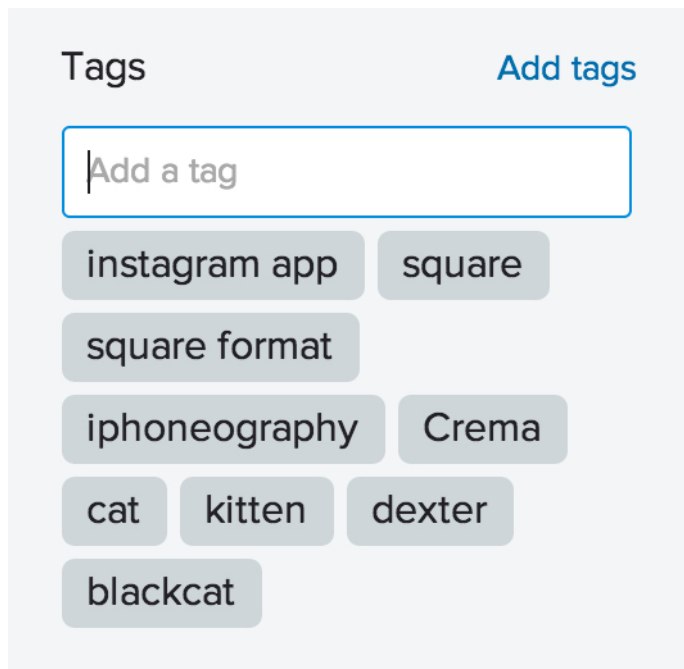 Tags Add tags
Add a tag
instagram app square
square format
iphoneography Crema
cat kitten dexter
blackcat